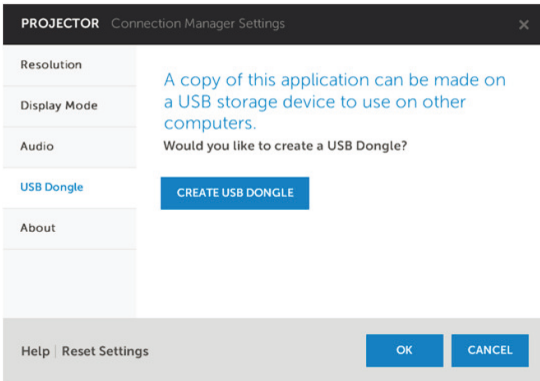 PROJECTOR Connection Manager Settings
Resolution
Display Mode
Audio
USB Dongle
About
A copy of this application can be made on
a USB storage device to use on other
computers.
Would you like to create a USB Dongle?
CREATE USB DONGLE
Help | Reset Settings
OK
CANCEL